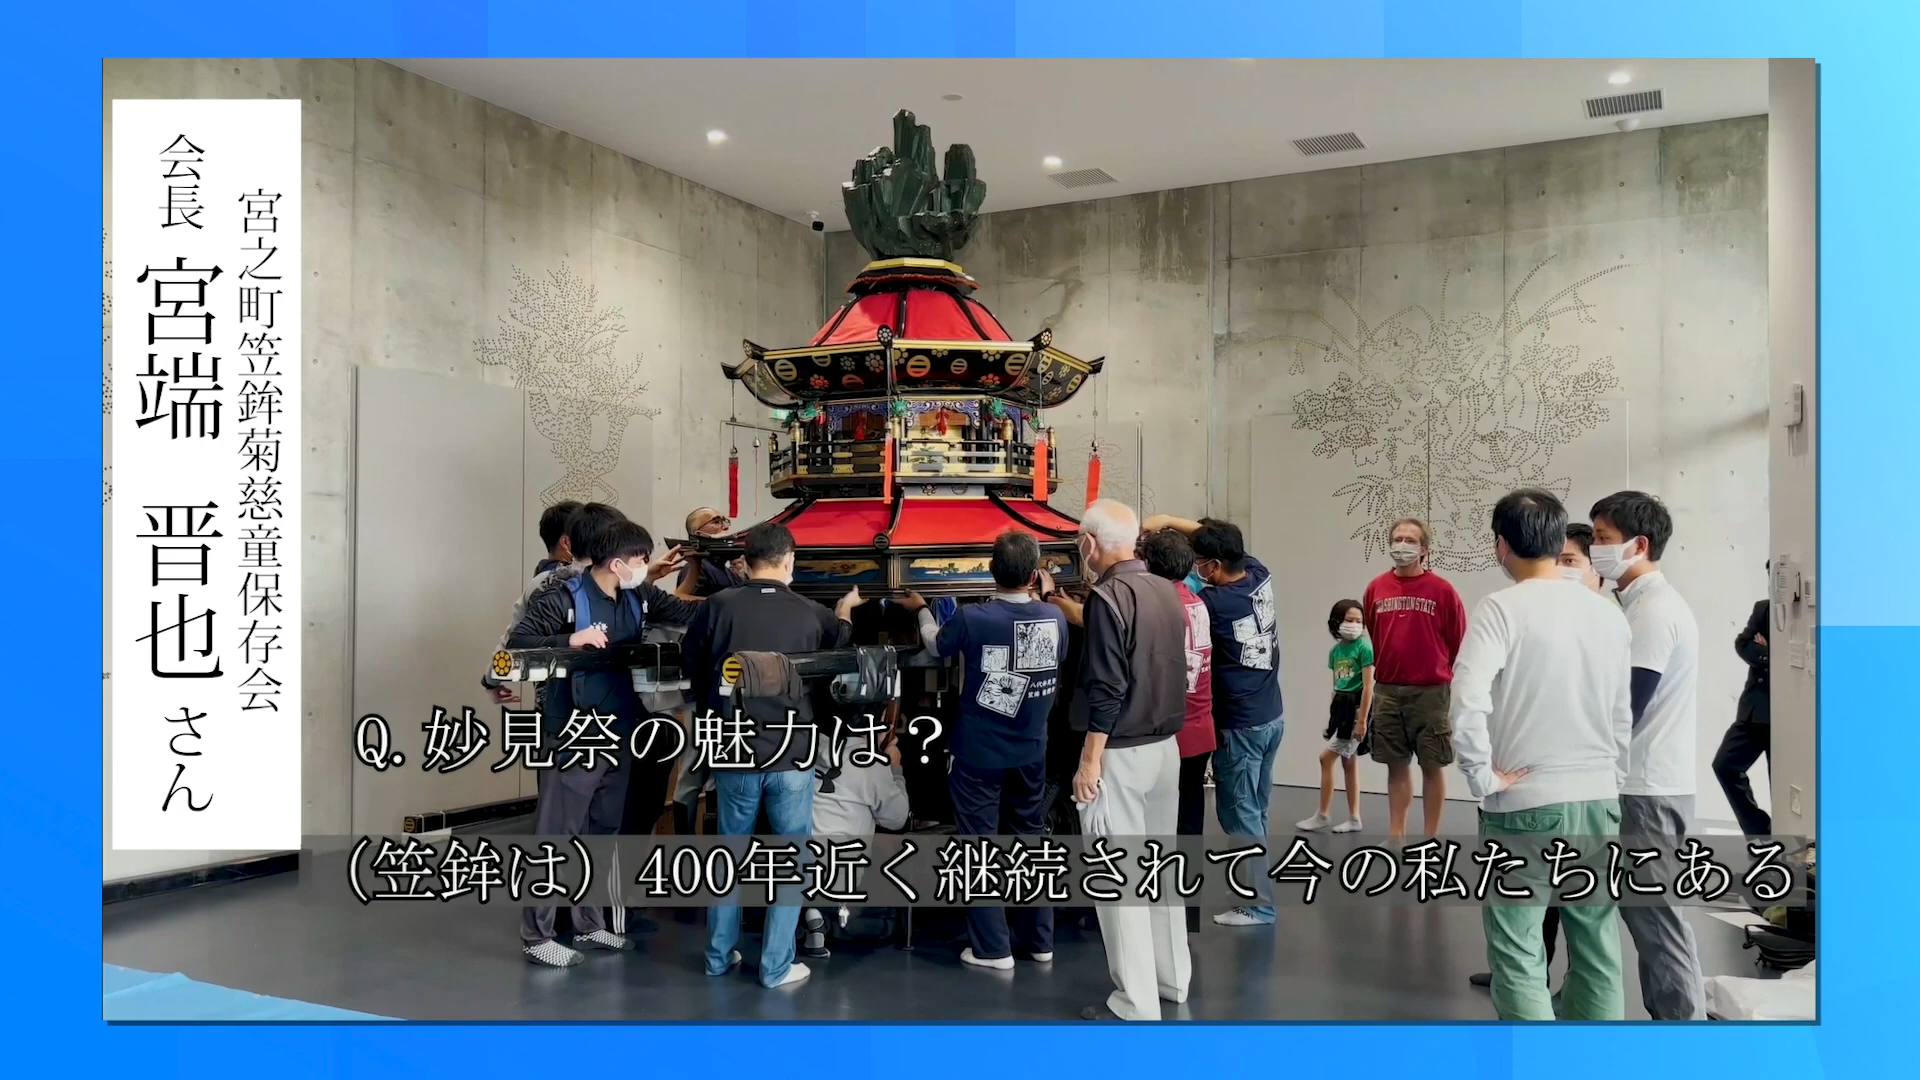 宮之町笠鉾菊慈童保存会
会長 宮端 晋也 さん
WASHINGTON STATE
Q.妙見祭の魅力は？
(笠鉾は) 400年近く継続されて今の私たちにある